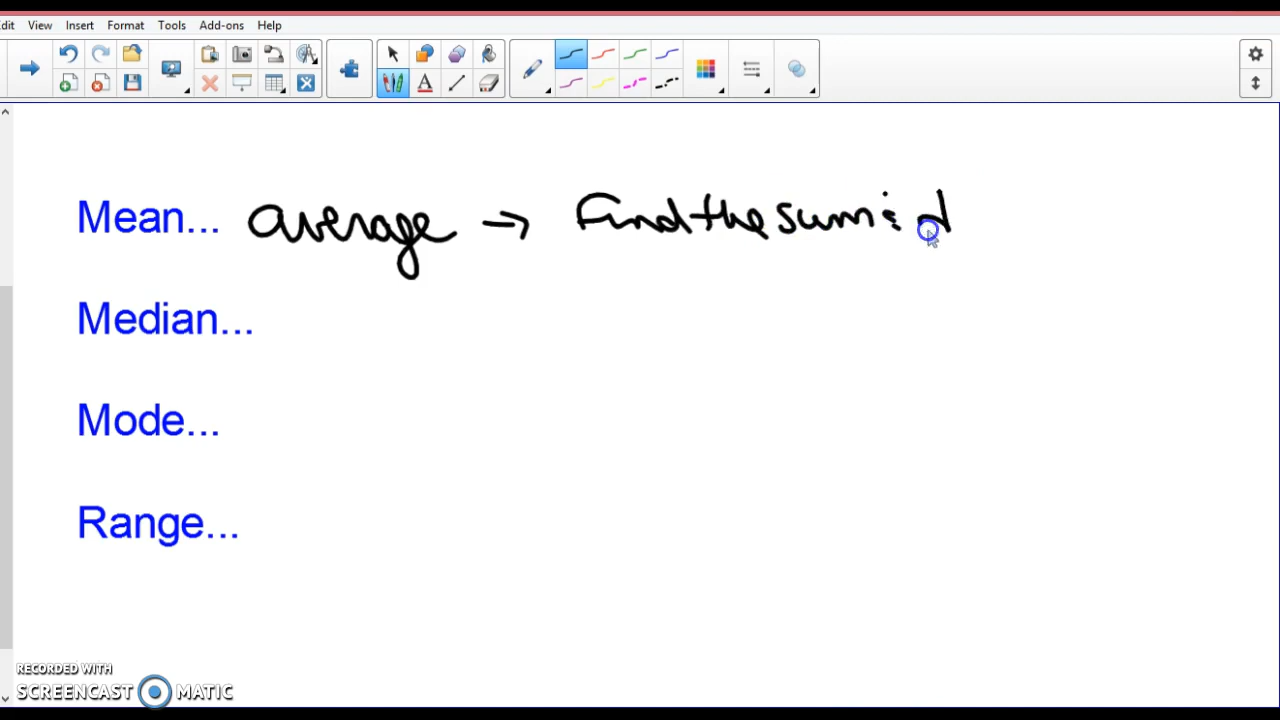 Edit View Insert Format Tools Add-ons Help
Mean... average → Find the sum & d
Median...
Mode...
Range...
RECORDED WITH
SCREENCAST MATIC